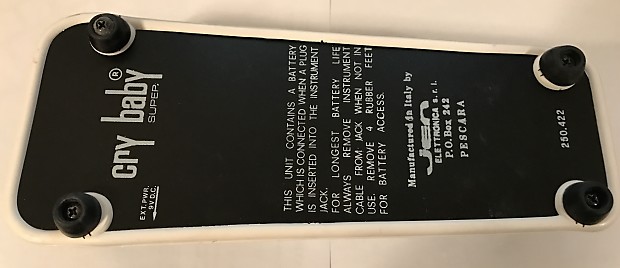 cry baby®
SUPER.
EXT. PWR.
9V D.C.
THIS UNIT CONTAINS A BATTERY
WHICH IS CONNECTED WHEN A PLUG
IS INSERTED INTO THE INSTRUMENT
JACK.
FOR LONGEST BATTERY LIFE
ALWAYS REMOVE INSTRUMENT
CABLE FROM JACK WHEN NOT IN
USE. REMOVE 4 RUBBER FEET
FOR BATTERY ACCESS.
Manufactured in Italy by
JEN
ELETTRONICA s.r.l.
P.O. Box 242
PESCARA
250.422